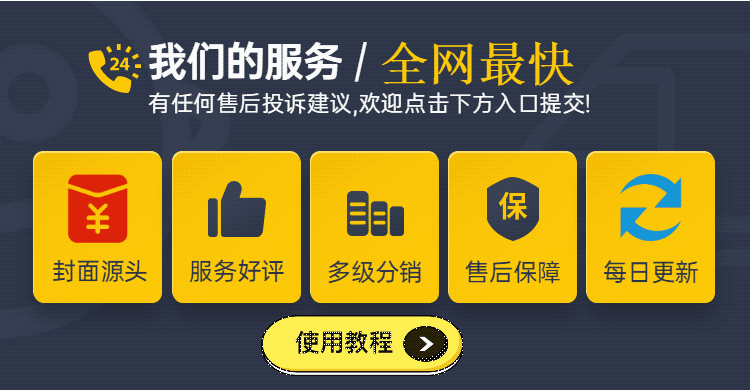 24
我们的服务 / 全网最快
有任何售后投诉建议,欢迎点击下方入口提交!
¥ 保
封面源头 服务好评 多级分销 售后保障 每日更新
使用教程